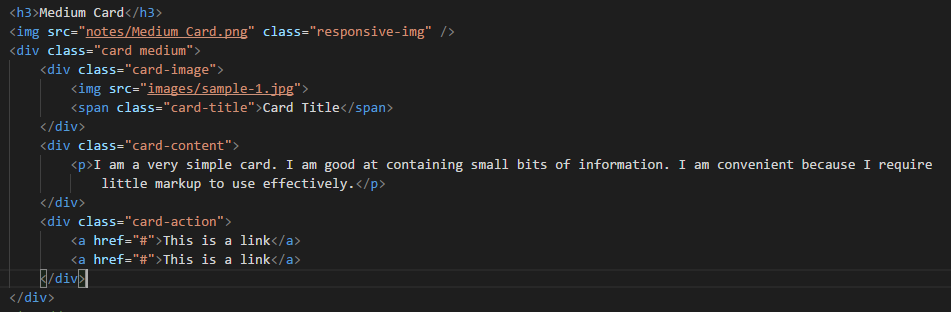 <h3>Medium Card</h3>
<img src="notes/Medium Card.png" class="responsive-img" />
<div class="card medium">
    <div class="card-image">
        <img src="images/sample-1.jpg">
        <span class="card-title">Card Title</span>
    </div>
    <div class="card-content">
        <p>I am a very simple card. I am good at containing small bits of information. I am convenient because I require
            little markup to use effectively.</p>
    </div>
    <div class="card-action">
        <a href="#">This is a link</a>
        <a href="#">This is a link</a>
    </div>
</div>